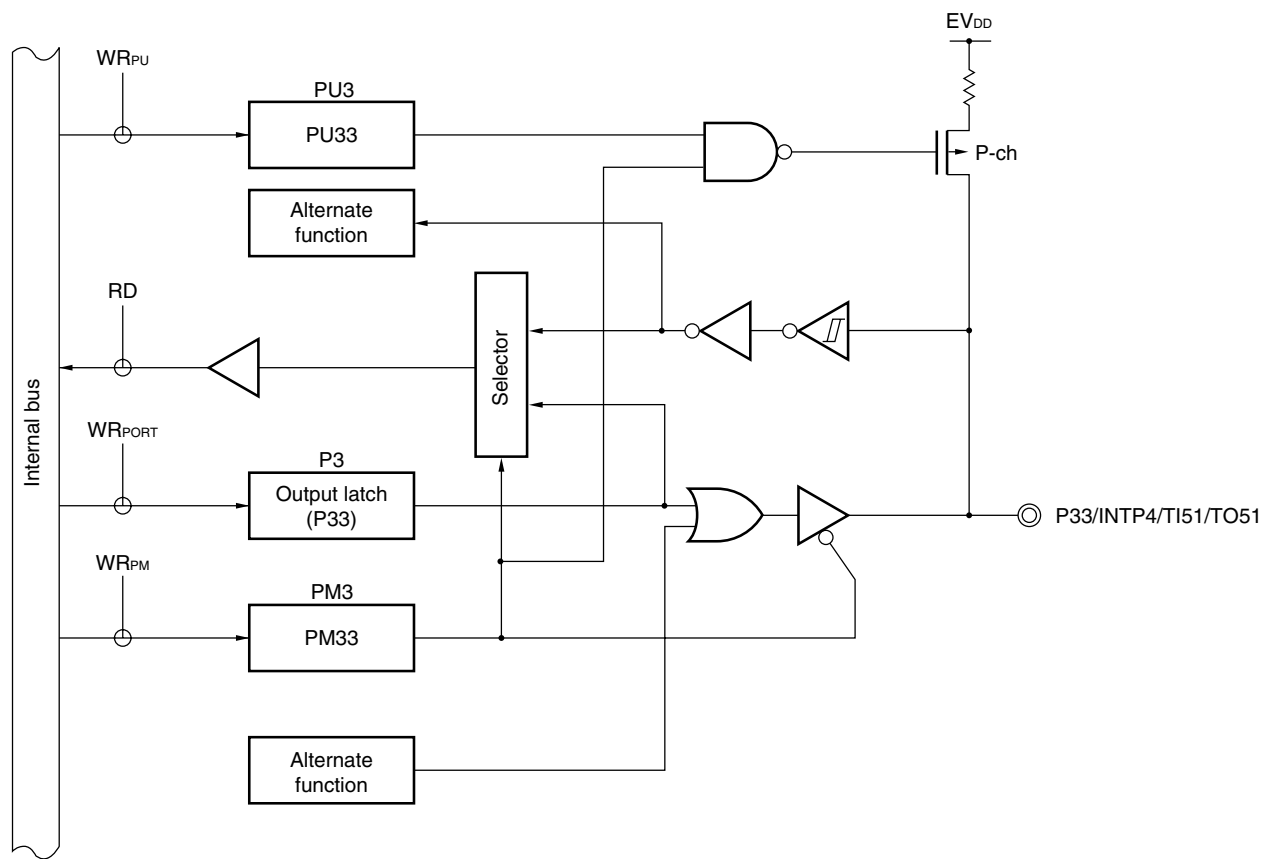 EVDD
WRPU
PU3
PU33
P-ch
Alternate
function
RD
Selector
Internal bus
WRPORT
P3
Output latch
(P33)
P33/INTP4/TI51/TO51
WRPM
PM3
PM33
Alternate
function